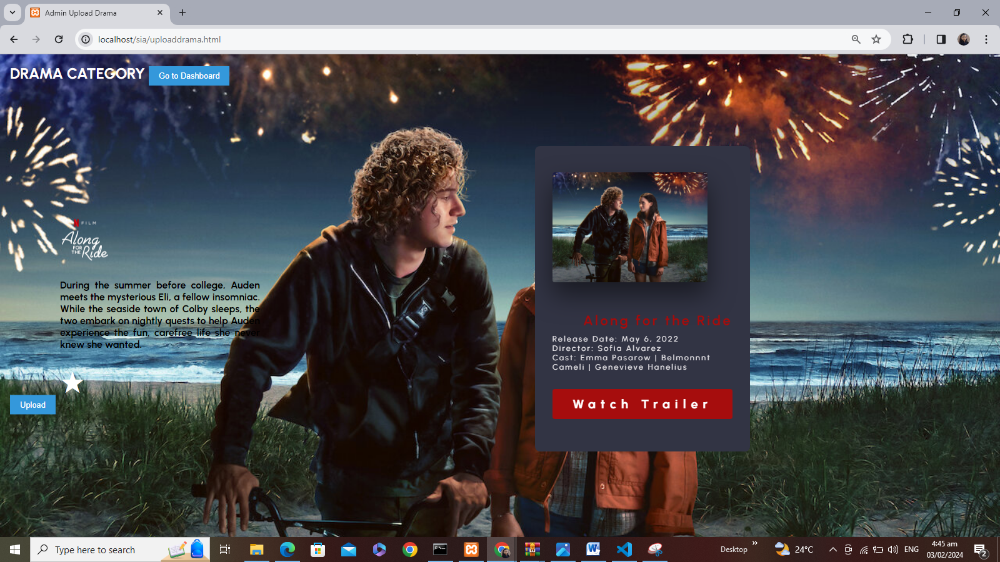 Admin Upload Drama
localhost/sia/uploaddrama.html
DRAMA CATEGORY
Go to Dashboard
N FILM
Along
FOR
THE Ride
During the summer before college, Auden
meets the mysterious Eli, a fellow insomniac.
While the seaside town of Colby sleeps, the
two embark on nightly quests to help Auden
experience the fun, carefree life she never
knew she wanted.
Upload
Along for the Ride
Release Date: May 6, 2022
Director: Sofia Alvarez
Cast: Emma Pasarow | Belmonnnt
Cameli | Genevieve Hanelius
Watch Trailer
Type here to search
Desktop
24°C
ENG
4:45 am
03/02/2024
2